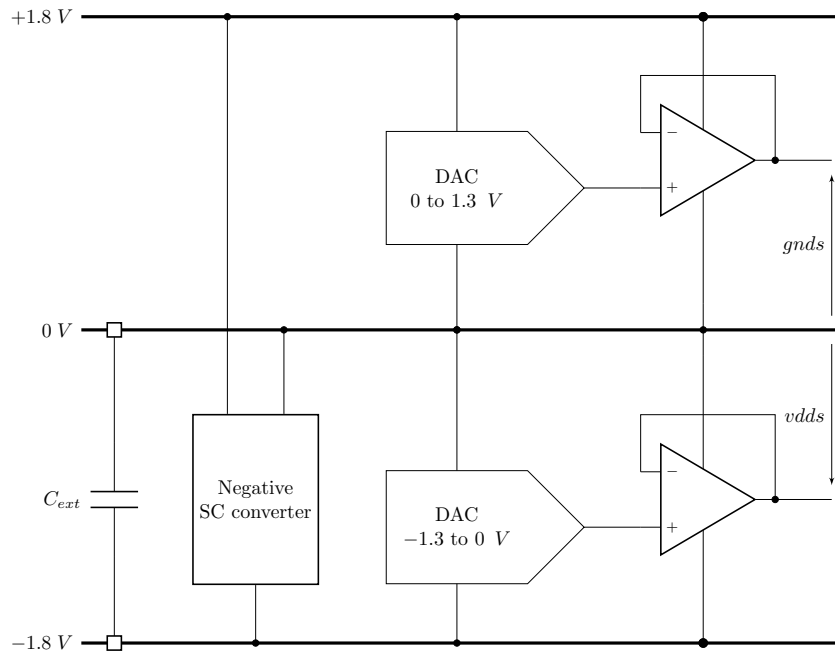 +1.8 V
−
DAC
0 to 1.3 V
+
gnds
0 V
vdds
−
Negative
SC converter
C_ext
DAC
−1.3 to 0 V
+
−1.8 V